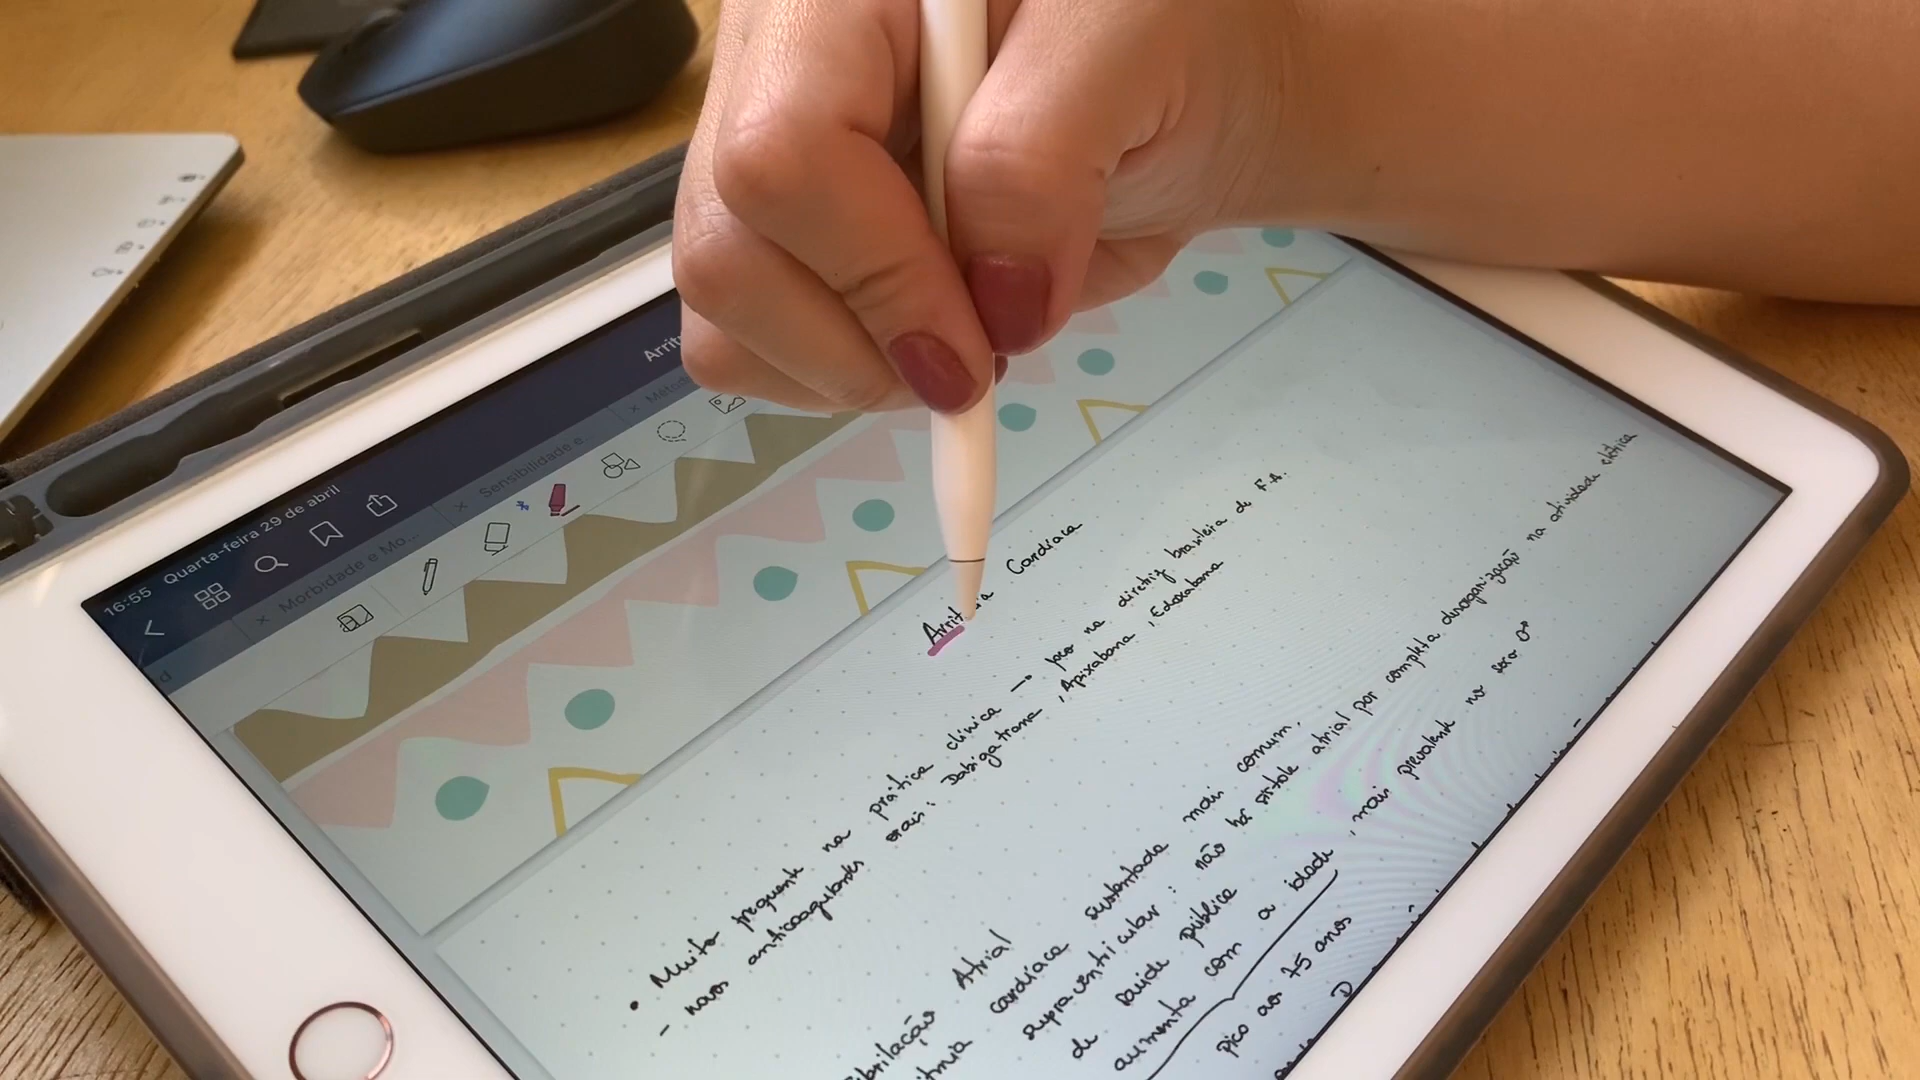 16:55 Quarta-feira 29 de abril
Morbidade e Mo...
Sensibilidade e...
Arritmia Cardíaca
• Muito frequente na prática clínica → foco na diretriz brasileira de F.A.
- novos anticoagulantes orais: Dabigatrana, Apixabana, Edoxabana
Atrial
cardíaca sustentada mais comum.
supraventricular: não há sístole atrial por completa desorganização na atividade elétrica
de saúde pública
aumenta com a idade, mais prevalente no sexo ♂
pico aos 75 anos